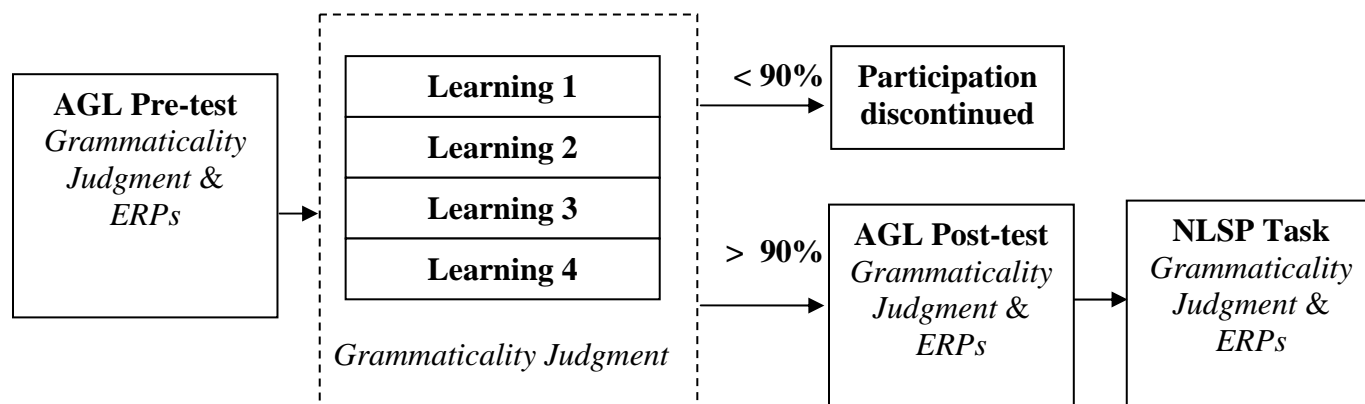 AGL Pre-test
Grammaticality
Judgment &
ERPs
Learning 1
Learning 2
Learning 3
Learning 4
Grammaticality Judgment
< 90%
Participation
discontinued
> 90%
AGL Post-test
Grammaticality
Judgment &
ERPs
NLSP Task
Grammaticality
Judgment &
ERPs